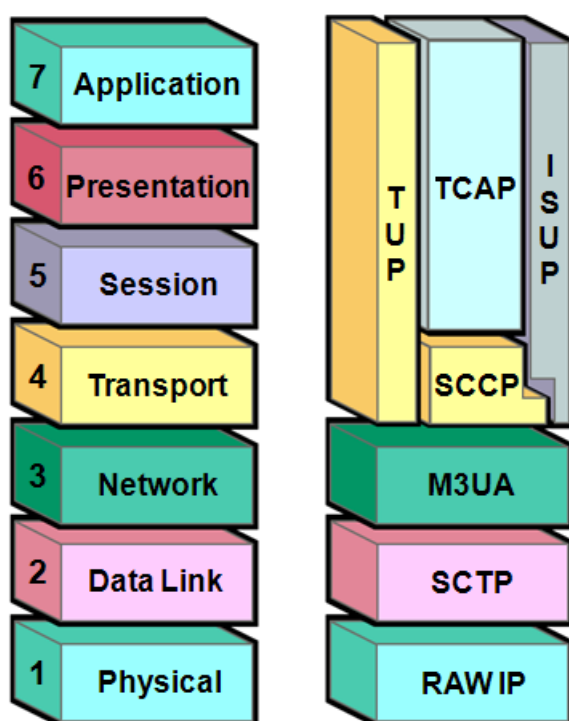 7 Application
6 Presentation
5 Session
4 Transport
3 Network
2 Data Link
1 Physical
TUP
TCAP
ISUP
SCCP
M3UA
SCTP
RAW IP